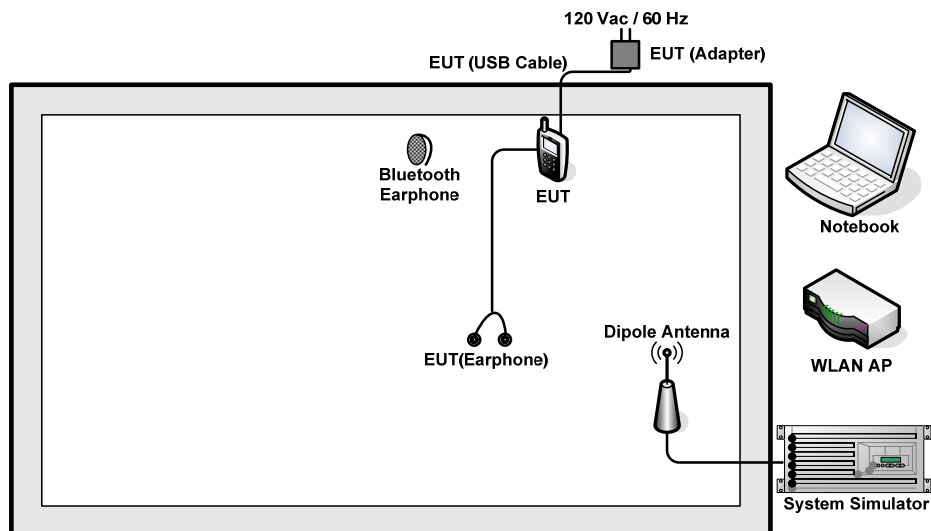 120 Vac / 60 Hz
EUT (Adapter)
EUT (USB Cable)
Bluetooth
Earphone
EUT
Notebook
EUT(Earphone)
Dipole Antenna
WLAN AP
System Simulator